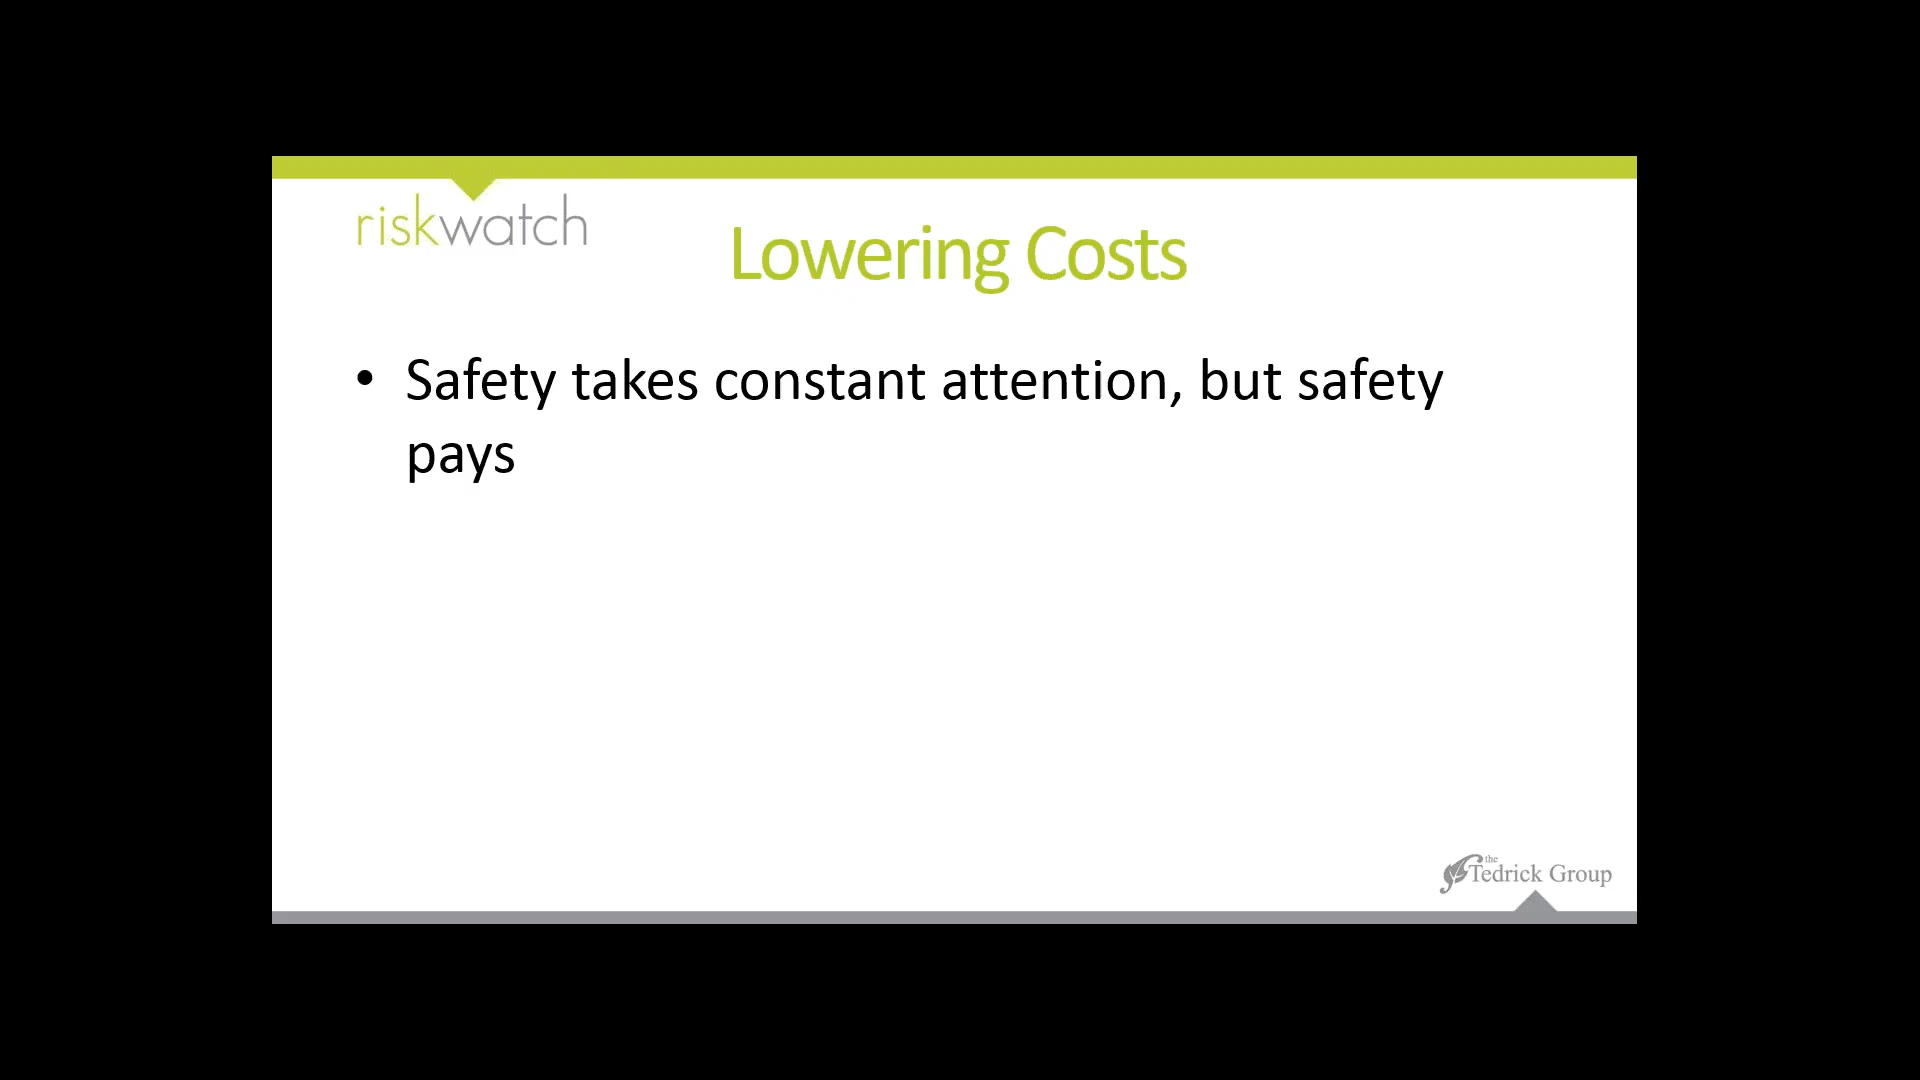 riskwatch
Lowering Costs
• Safety takes constant attention, but safety
pays
the
Tedrick Group